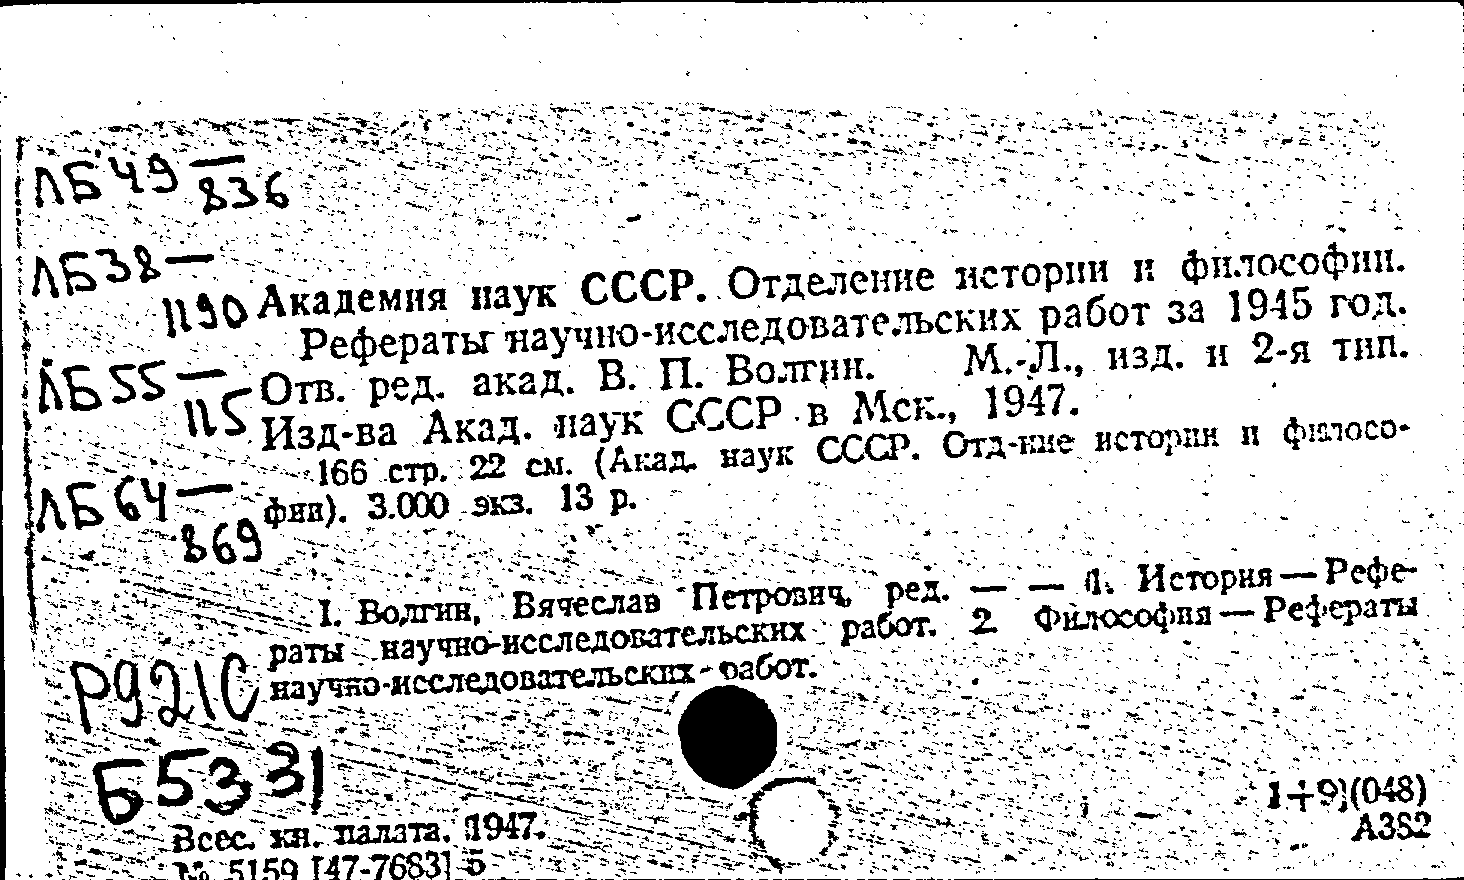 ЛБ 49 —
836
ЛБ38 —
1190
Академия наук СССР. Отделение истории и философии.
Рефераты научно-исследовательских работ за 1945 год.
ЛБ55 —
115
Отв. ред. акад. В. П. Волгин. М.-Л., изд. и 2-я тип.
Изд-ва Акад. наук СССР в Мск., 1947.
166 стр. 22 см. (Акад. наук СССР. Отд-ние истории и филосо-
фии). 3.000 экз. 13 р.
ЛБ64 —
869
I. Волгин, Вячеслав Петрович, ред. — — 1. История — Рефе-
раты научно-исследовательских работ. 2 Философия — Рефераты
научно-исследовательских работ.
Р921С
Б5331
1+9](048)
А382
Всес. кн. палата. 1947.
№ 5159 [47-7683] 5